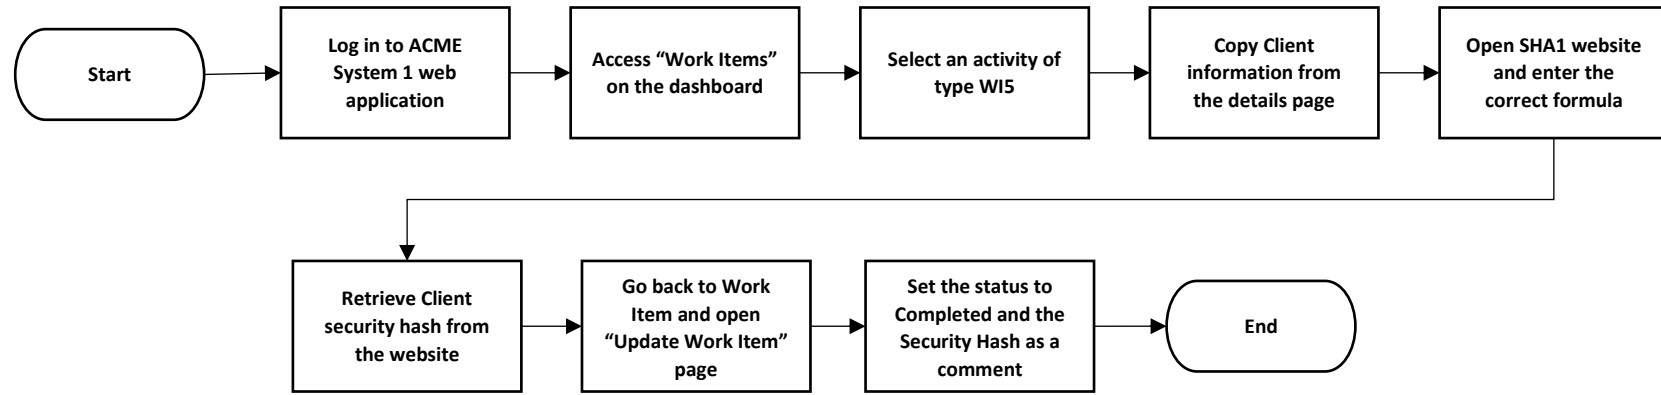 Start
Log in to ACME
System 1 web
application
Access “Work Items”
on the dashboard
Select an activity of
type WI5
Copy Client
information from
the details page
Open SHA1 website
and enter the
correct formula
Retrieve Client
security hash from
the website
Go back to Work
Item and open
“Update Work Item”
page
Set the status to
Completed and the
Security Hash as a
comment
End